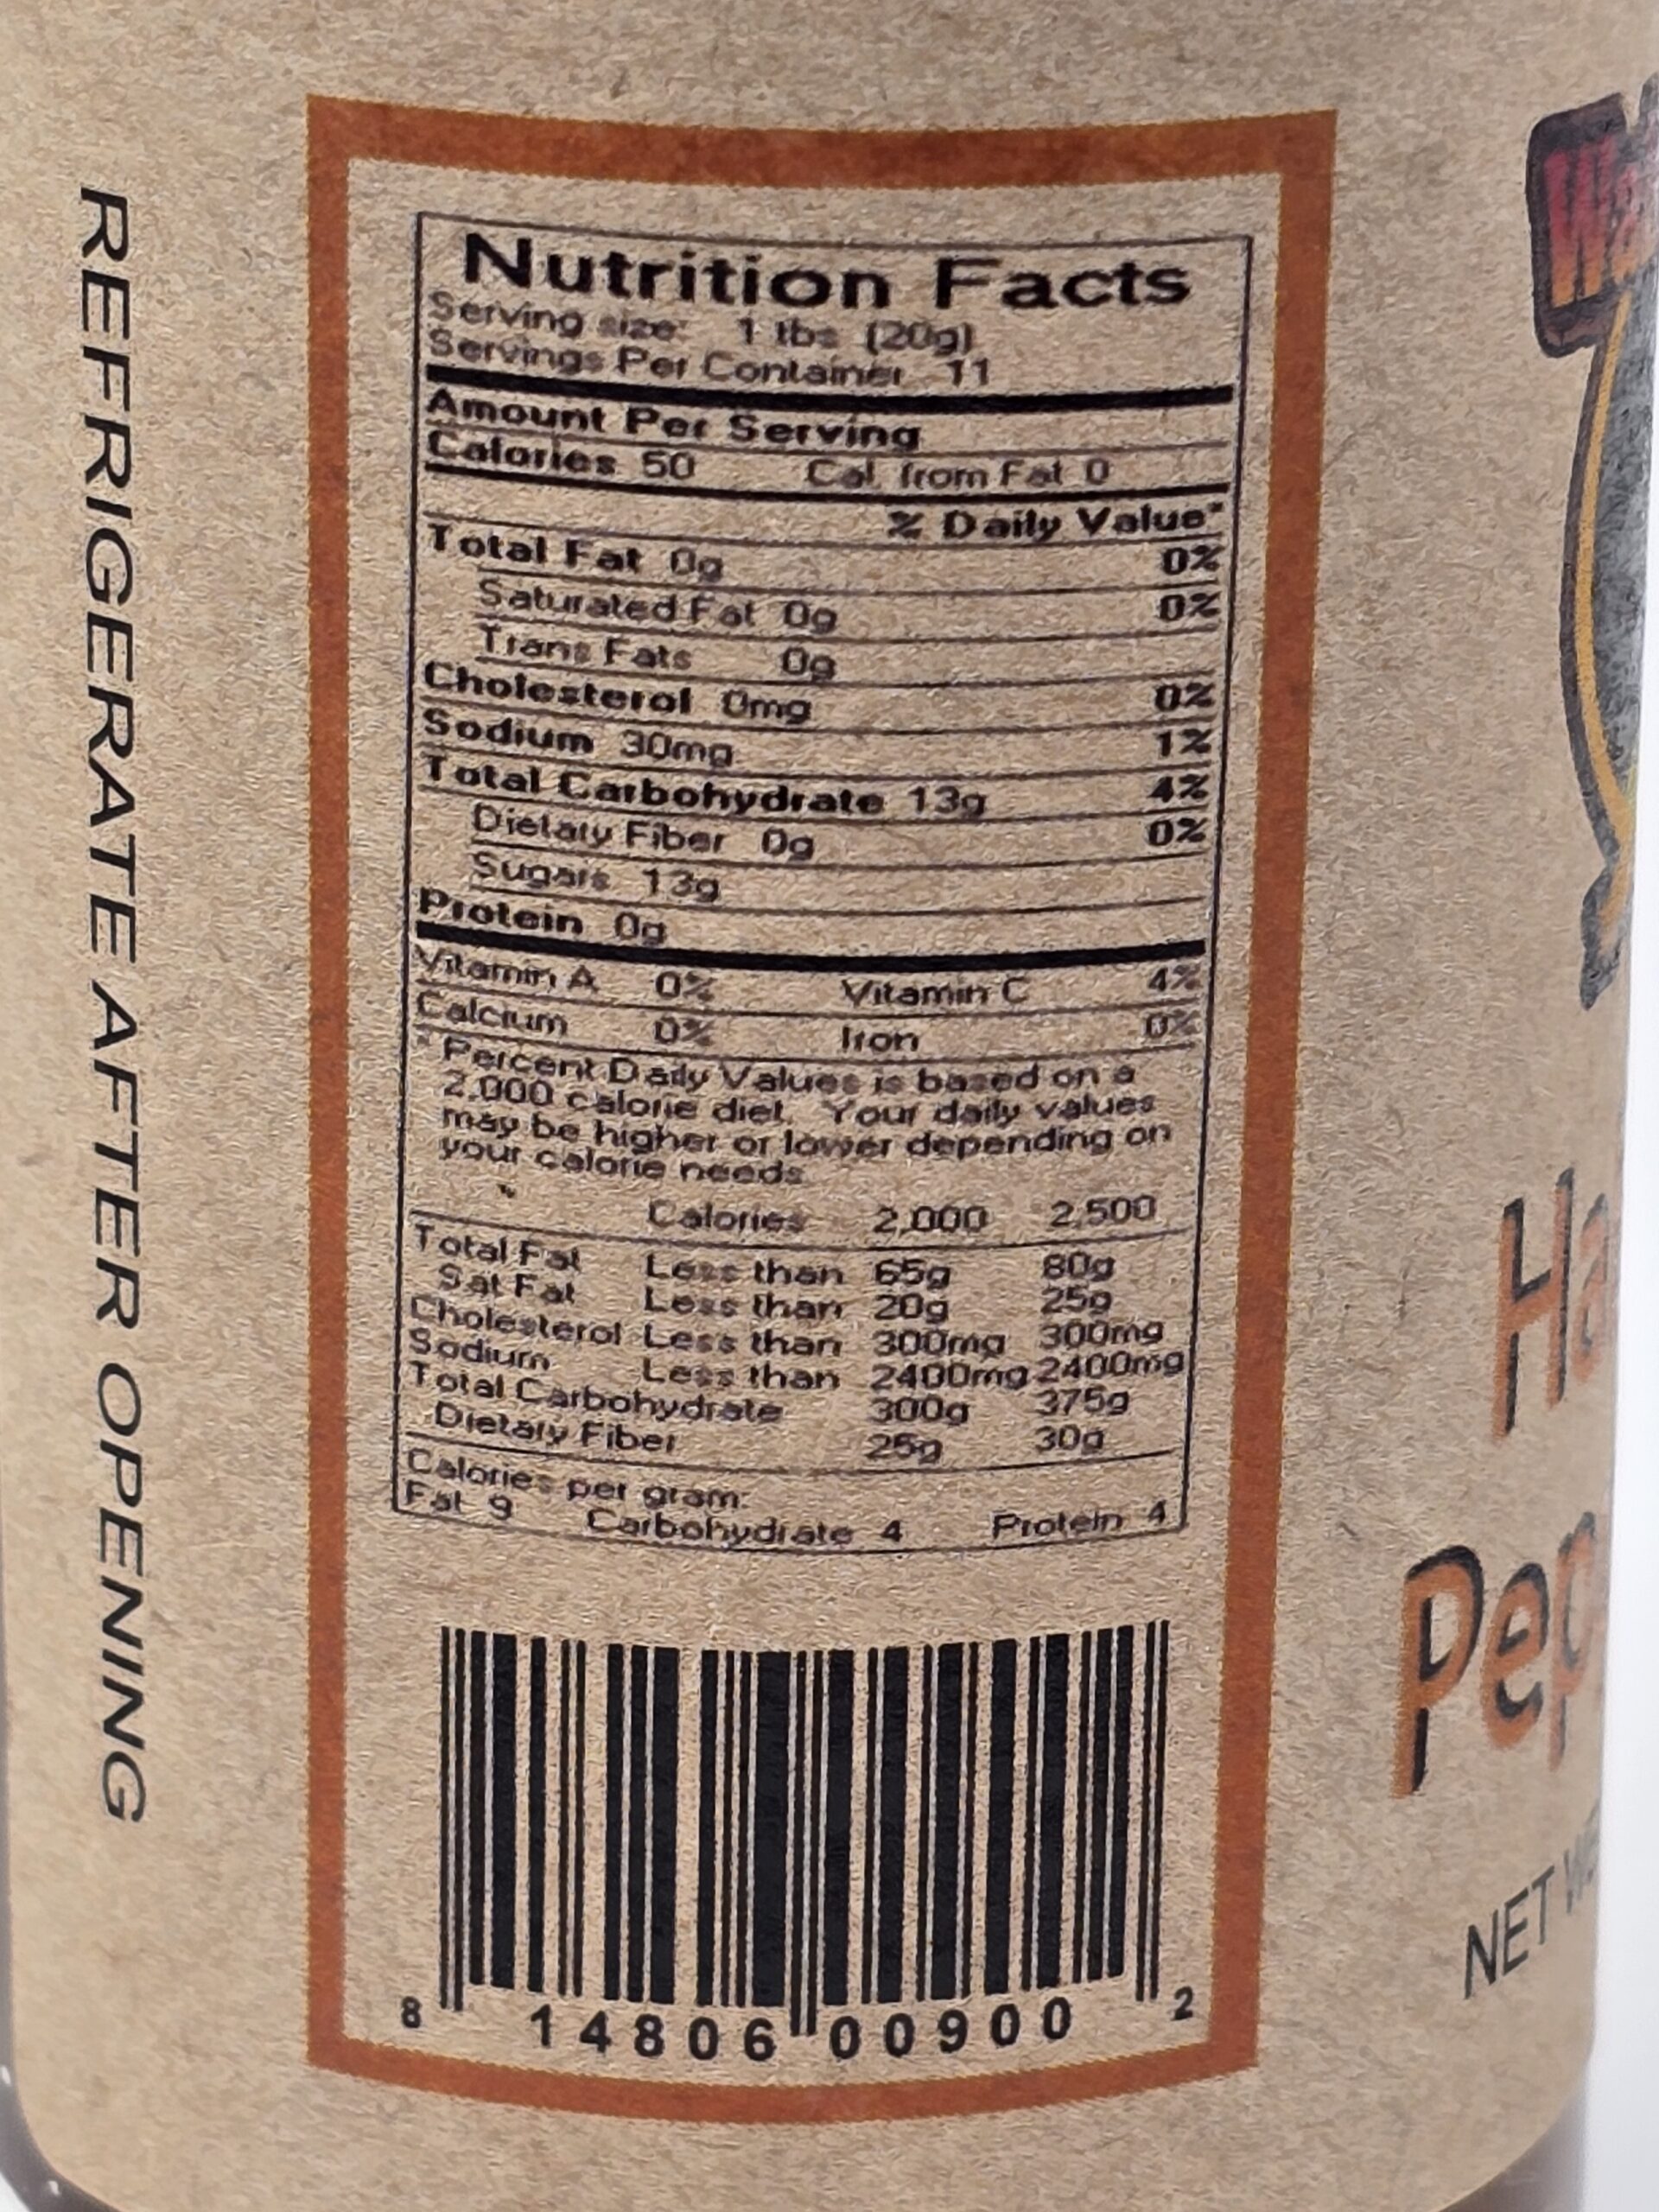 REFRIGERATE AFTER OPENING
Nutrition Facts
Serving size: 1 tbs (20g)
Servings Per Container 11
Amount Per Serving
Calories 50 Cal. from Fat 0
% Daily Value*
Total Fat 0g 0%
Saturated Fat 0g 0%
Trans Fats 0g
Cholesterol 0mg 0%
Sodium 30mg 1%
Total Carbohydrate 13g 4%
Dietary Fiber 0g 0%
Sugars 13g
Protein 0g
Vitamin A 0% Vitamin C 4%
Calcium 0% Iron 0%
* Percent Daily Values is based on a
2,000 calorie diet. Your daily values
may be higher or lower depending on
your calorie needs.
Calories 2,000 2,500
Total Fat Less than 65g 80g
Sat Fat Less than 20g 25g
Cholesterol Less than 300mg 300mg
Sodium Less than 2400mg 2400mg
Total Carbohydrate 300g 375g
Dietary Fiber 25g 30g
Calories per gram:
Fat 9 Carbohydrate 4 Protein 4
8 14806 00900 2
Ha
Pep
NET